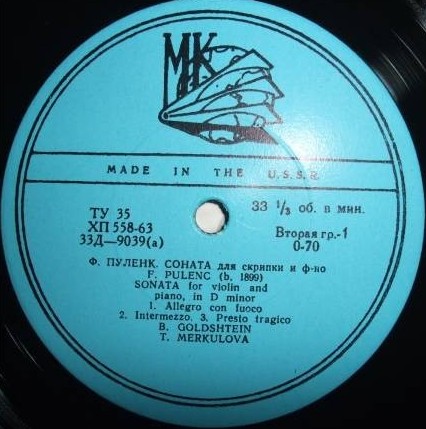 МК
MADE IN THE U.S.S.R.
ТУ 35
ХП 558-63
33Д—9039(а)
33 ⅓ об. в мин.
Вторая гр.-1
0-70
Ф. ПУЛЕНК. СОНАТА для скрипки и ф-но
F. PULENC (b. 1899)
SONATA for violin and
piano, in D minor
1. Allegro con fuoco
2. Intermezzo. 3. Presto tragico
B. GOLDSHTEIN
T. MERKULOVA